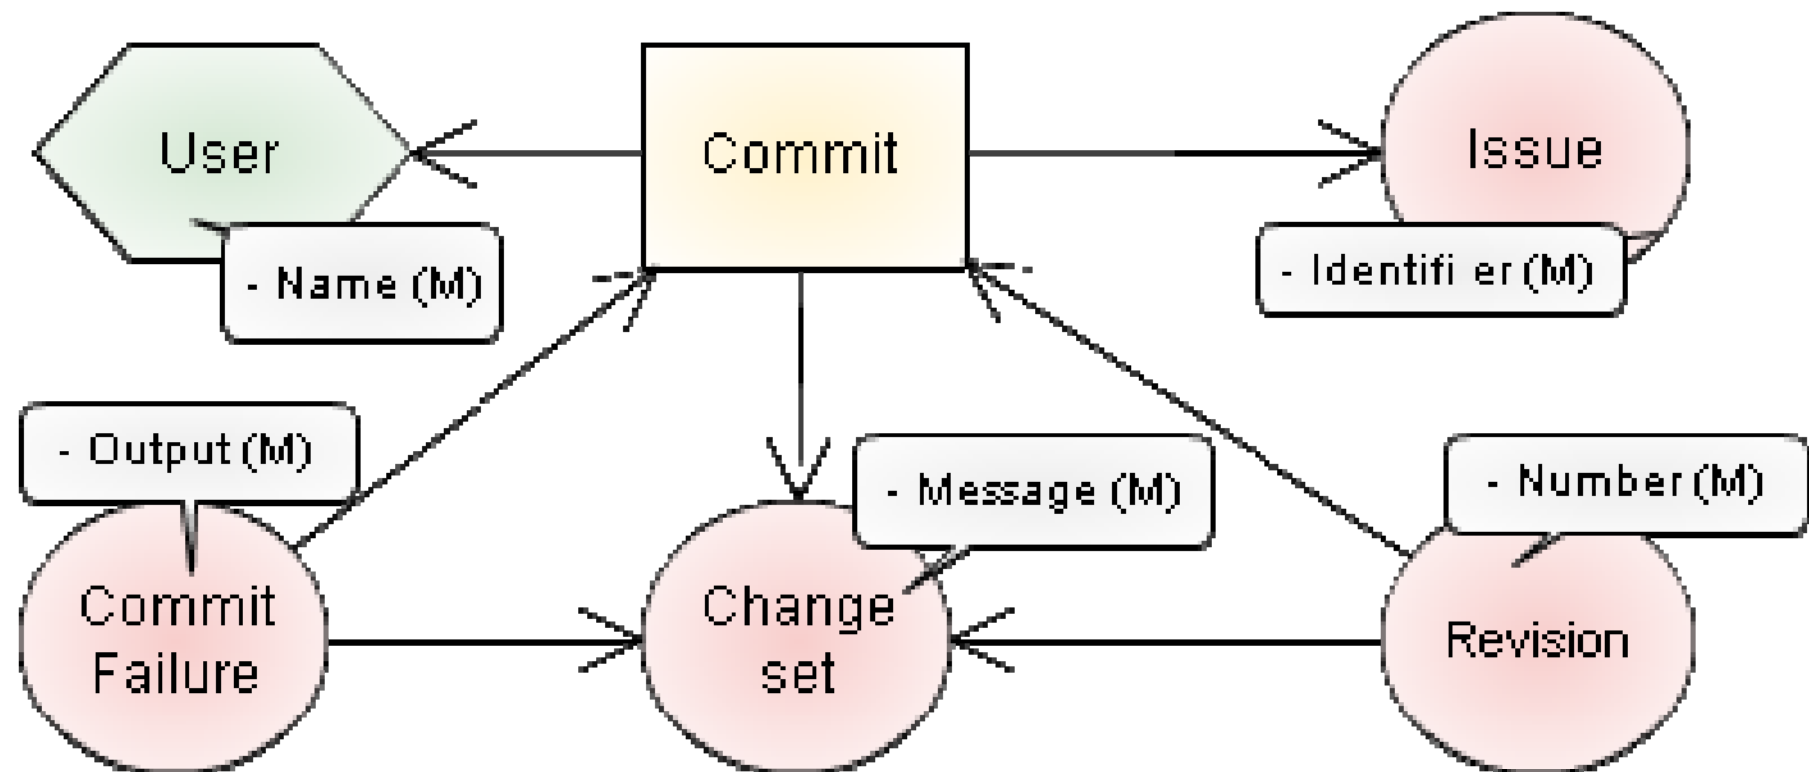 User
Commit
Issue
- Name (M)
- Identifi er (M)
- Output (M)
- Message (M)
- Number (M)
Commit
Failure
Change
set
Revision